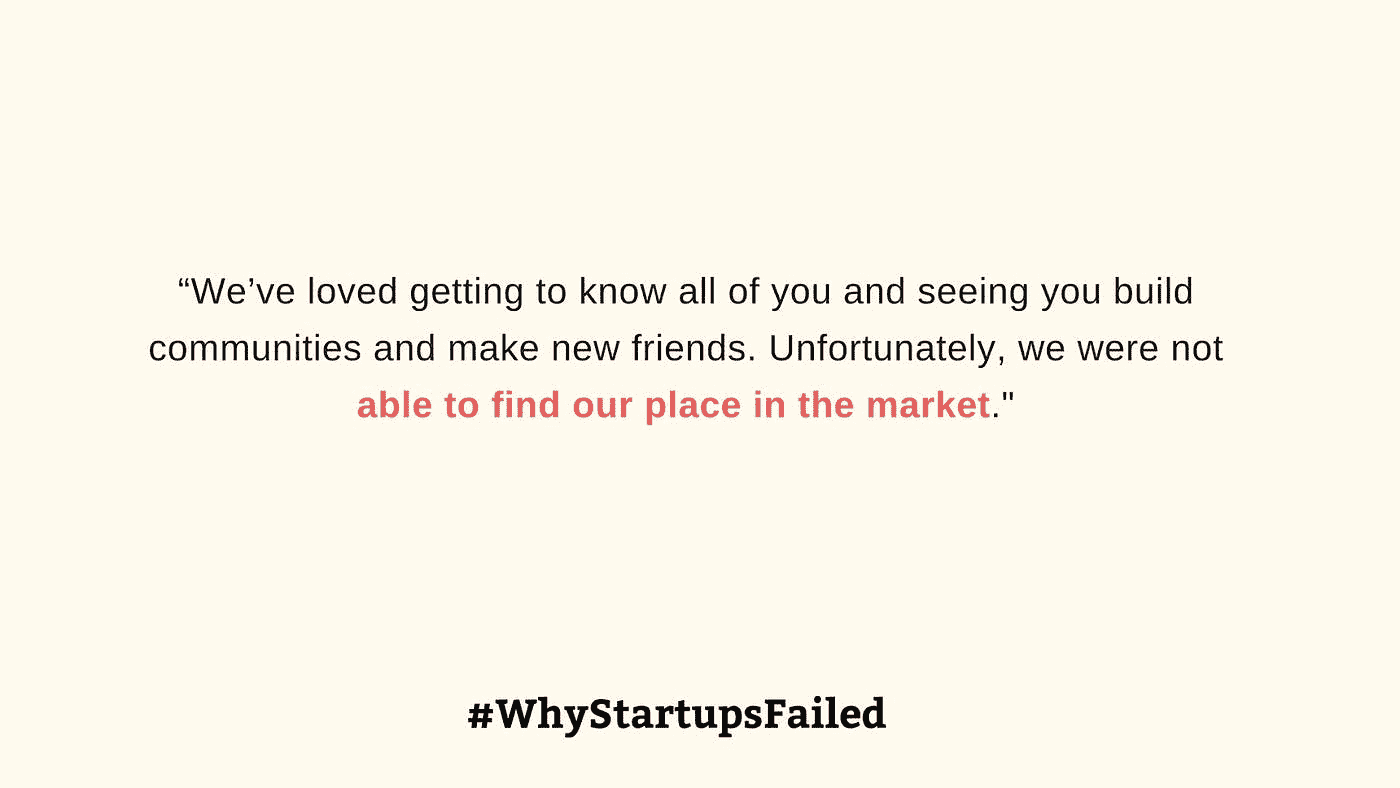 “We’ve loved getting to know all of you and seeing you build
communities and make new friends. Unfortunately, we were not
able to find our place in the market."
#WhyStartupsFailed